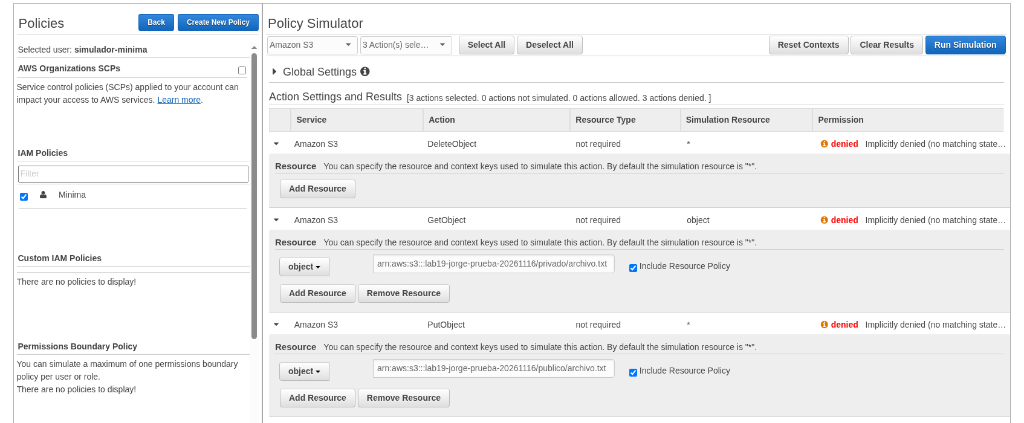 Policies
Back
Create New Policy
Selected user: simulador-minima
AWS Organizations SCPs
Service control policies (SCPs) applied to your account can
impact your access to AWS services. Learn more.
IAM Policies
Filter
Minima
Custom IAM Policies
There are no policies to display!
Permissions Boundary Policy
You can simulate a maximum of one permissions boundary
policy per user or role.
There are no policies to display!
Policy Simulator
Amazon S3
3 Action(s) sele...
Select All
Deselect All
Reset Contexts
Clear Results
Run Simulation
Global Settings
Action Settings and Results [3 actions selected. 0 actions not simulated. 0 actions allowed. 3 actions denied. ]
Service Action Resource Type Simulation Resource Permission
Amazon S3 DeleteObject not required * denied Implicitly denied (no matching state...
Resource You can specify the resource and context keys used to simulate this action. By default the simulation resource is "*".
Add Resource
Amazon S3 GetObject not required object denied Implicitly denied (no matching state...
Resource You can specify the resource and context keys used to simulate this action. By default the simulation resource is "*".
object arn:aws:s3:::lab19-jorge-prueba-20261116/privado/archivo.txt Include Resource Policy
Add Resource Remove Resource
Amazon S3 PutObject not required * denied Implicitly denied (no matching state...
Resource You can specify the resource and context keys used to simulate this action. By default the simulation resource is "*".
object arn:aws:s3:::lab19-jorge-prueba-20261116/publico/archivo.txt Include Resource Policy
Add Resource Remove Resource